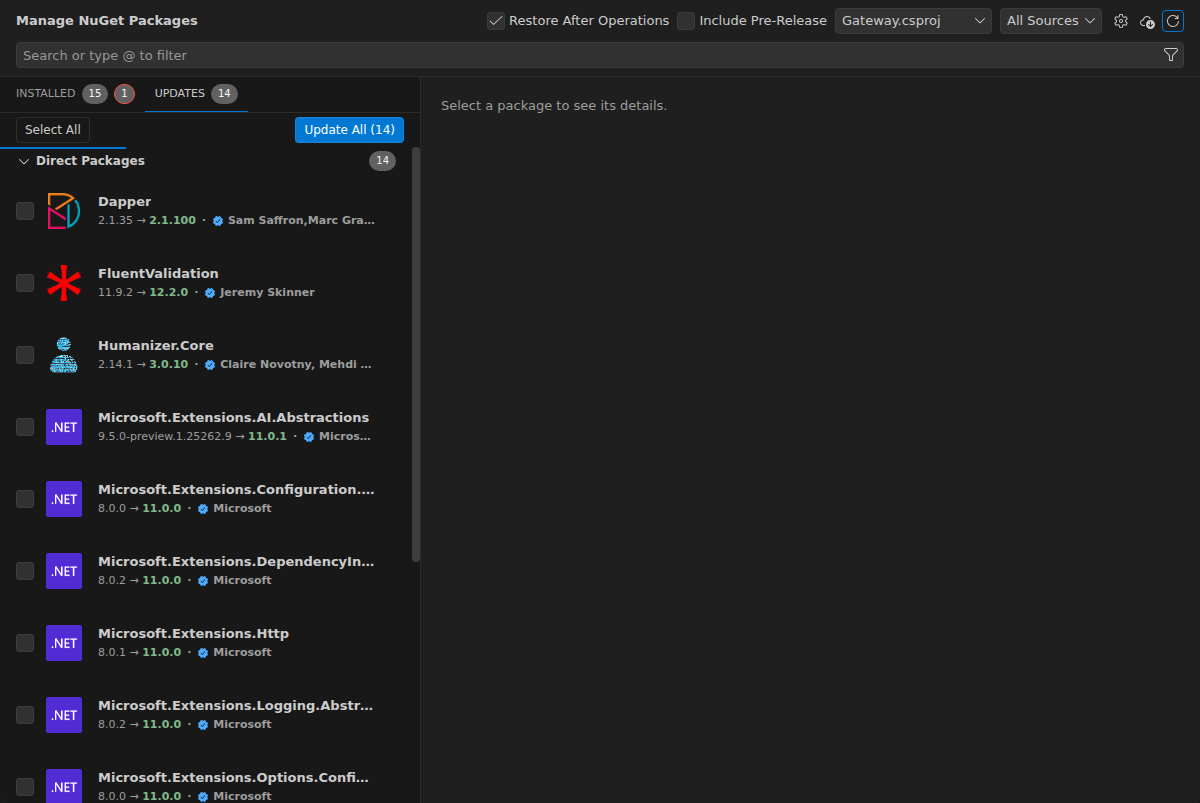 Manage NuGet Packages
Restore After Operations
Include Pre-Release
Gateway.csproj
All Sources
Search or type @ to filter
INSTALLED 15 1 UPDATES 14
Select a package to see its details.
Select All
Update All (14)
Direct Packages 14
Dapper
2.1.35 → 2.1.100 · Sam Saffron,Marc Gra...
FluentValidation
11.9.2 → 12.2.0 · Jeremy Skinner
Humanizer.Core
2.14.1 → 3.0.10 · Claire Novotny, Mehdi ...
.NET
Microsoft.Extensions.AI.Abstractions
9.5.0-preview.1.25262.9 → 11.0.1 · Micros...
.NET
Microsoft.Extensions.Configuration....
8.0.0 → 11.0.0 · Microsoft
.NET
Microsoft.Extensions.DependencyIn...
8.0.2 → 11.0.0 · Microsoft
.NET
Microsoft.Extensions.Http
8.0.1 → 11.0.0 · Microsoft
.NET
Microsoft.Extensions.Logging.Abstr...
8.0.2 → 11.0.0 · Microsoft
.NET
Microsoft.Extensions.Options.Confi...
8.0.0 → 11.0.0 · Microsoft